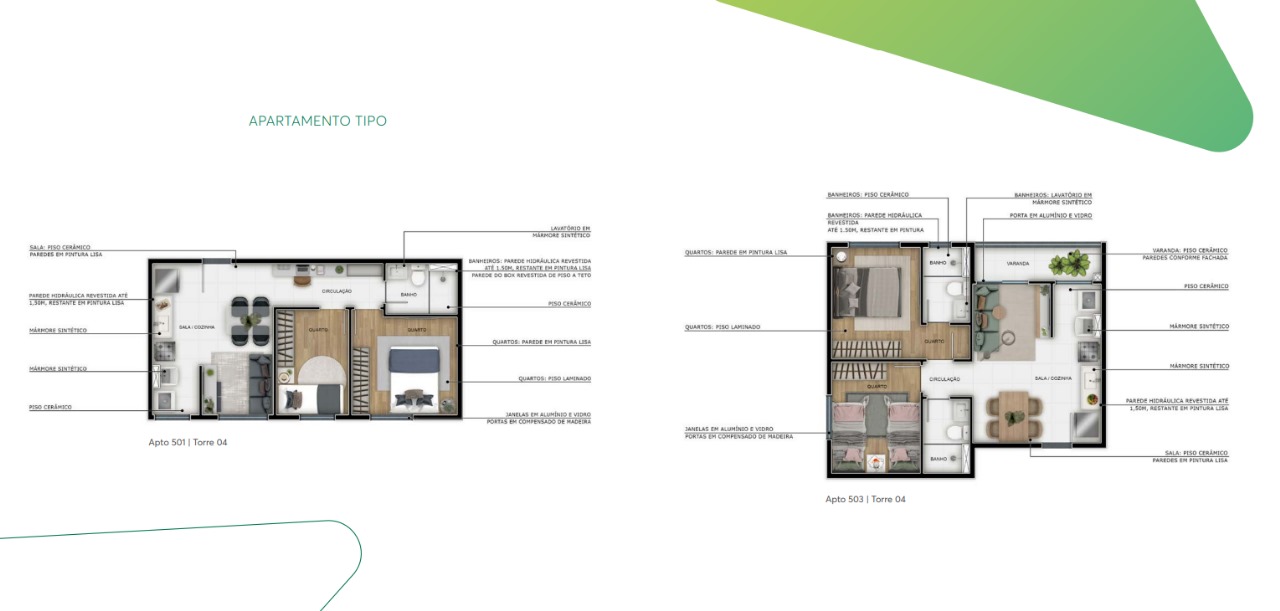 APARTAMENTO TIPO
LAVATÓRIO EM
MÁRMORE SINTÉTICO
SALA: PISO CERÂMICO
PAREDES EM PINTURA LISA
BANHEIROS: PAREDE HIDRÁULICA REVESTIDA
ATÉ 1.50M, RESTANTE EM PINTURA LISA
PAREDE DO BOX REVESTIDA DE PISO A TETO
CIRCULAÇÃO
BANHO
PAREDE HIDRÁULICA REVESTIDA ATÉ
1,50M, RESTANTE EM PINTURA LISA
PISO CERÂMICO
SALA / COZINHA
QUARTO
QUARTO
MÁRMORE SINTÉTICO
QUARTOS: PAREDE EM PINTURA LISA
MÁRMORE SINTÉTICO
QUARTOS: PISO LAMINADO
PISO CERÂMICO
JANELAS EM ALUMÍNIO E VIDRO
PORTAS EM COMPENSADO DE MADEIRA
Apto 501 | Torre 04
BANHEIROS: PISO CERÂMICO
BANHEIROS: LAVATÓRIO EM
MÁRMORE SINTÉTICO
BANHEIROS: PAREDE HIDRÁULICA
REVESTIDA
ATÉ 1.50M, RESTANTE EM PINTURA
PORTA EM ALUMÍNIO E VIDRO
QUARTOS: PAREDE EM PINTURA LISA
VARANDA: PISO CERÂMICO
PAREDES CONFORME FACHADA
BANHO
VARANDA
PISO CERÂMICO
QUARTOS: PISO LAMINADO
MÁRMORE SINTÉTICO
QUARTO
MÁRMORE SINTÉTICO
CIRCULAÇÃO
SALA / COZINHA
QUARTO
PAREDE HIDRÁULICA REVESTIDA ATÉ
1,50M, RESTANTE EM PINTURA LISA
JANELAS EM ALUMÍNIO E VIDRO
PORTAS EM COMPENSADO DE MADEIRA
BANHO
SALA: PISO CERÂMICO
PAREDES EM PINTURA LISA
Apto 503 | Torre 04